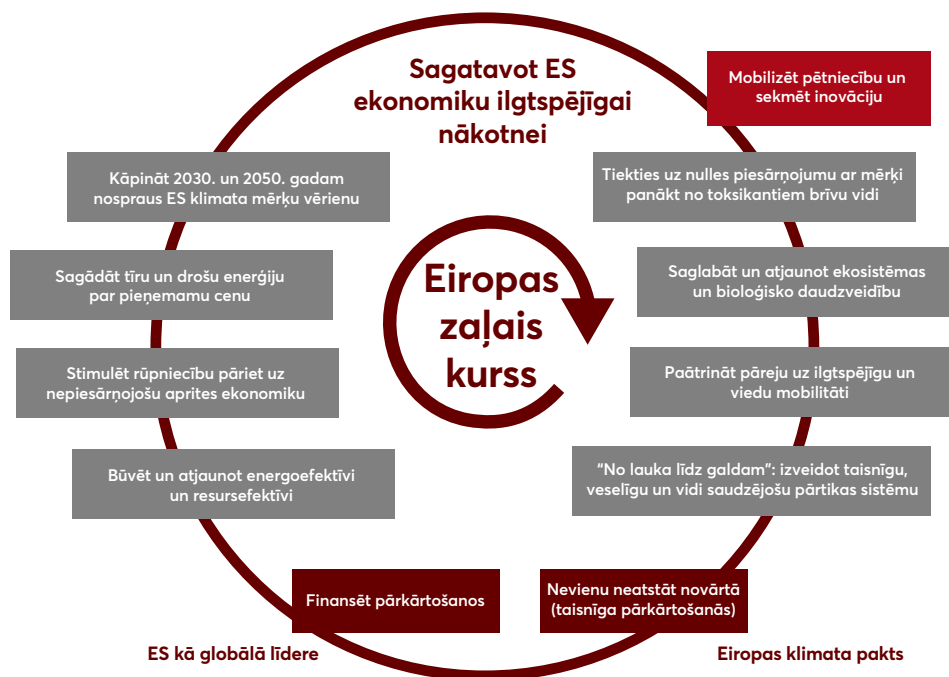 Sagatavot ES
ekonomiku ilgtspējīgai
nākotnei
Mobilizēt pētniecību un
sekmēt inovāciju
Kāpināt 2030. un 2050. gadam
nospraus ES klimata mērķu vērienu
Tiekties uz nulles piesārņojumu ar mērķi
panākt no toksikantiem brīvu vidi
Sagādāt tīru un drošu enerģiju
par pieņemamu cenu
Saglabāt un atjaunot ekosistēmas
un bioloģisko daudzveidību
Eiropas
zaļais
kurss
Stimulēt rūpniecību pāriet uz
nepiesārņojošu aprites ekonomiku
Paātrināt pāreju uz ilgtspējīgu un
viedu mobilitāti
Būvēt un atjaunot energoefektīvi
un resursefektīvi
“No lauka līdz galdam”: izveidot taisnīgu,
veselīgu un vidi saudzējošu pārtikas sistēmu
Finansēt pārkārtošanos
Nevienu neatstāt novārtā
(taisnīga pārkārtošanās)
ES kā globālā līdere
Eiropas klimata pakts